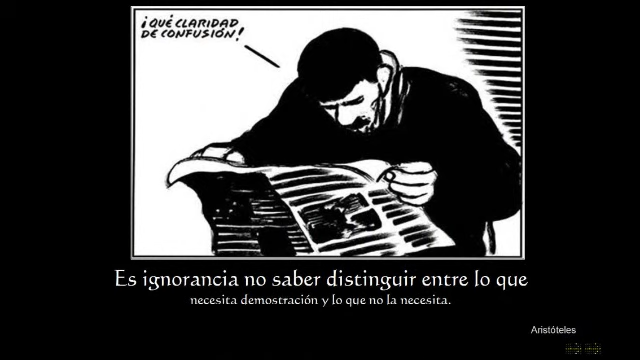 ¡QUÉ CLARIDAD
DE CONFUSIÓN!
Es ignorancia no saber distinguir entre lo que
necesita demostración y lo que no la necesita.
Aristóteles